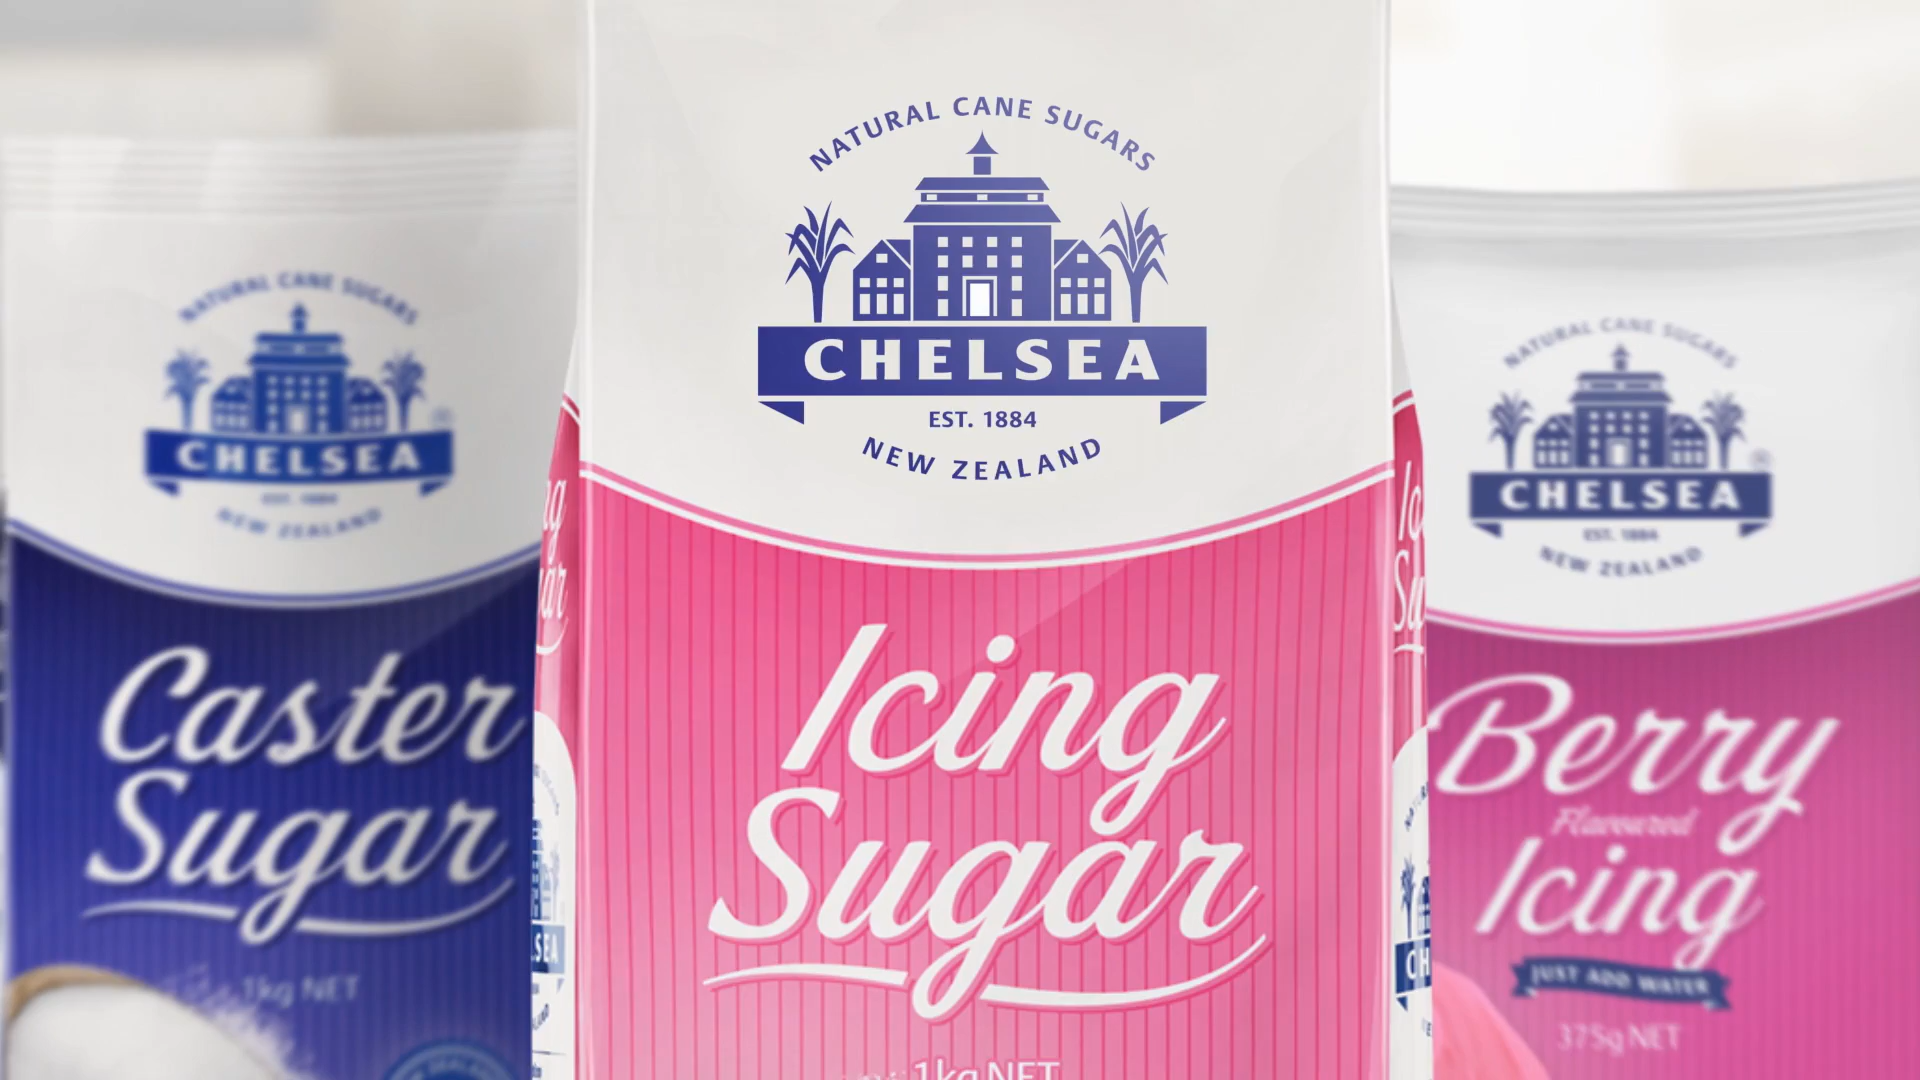 NATURAL CANE SUGARS
CHELSEA
EST. 1884
NEW ZEALAND
Caster
Sugar
1kg NET
NATURAL CANE SUGARS
CHELSEA
EST. 1884
NEW ZEALAND
Icing
Sugar
1kg NET
NATURAL CANE SUGARS
CHELSEA
EST. 1884
NEW ZEALAND
Berry
Flavoured
Icing
JUST ADD WATER
375g NET